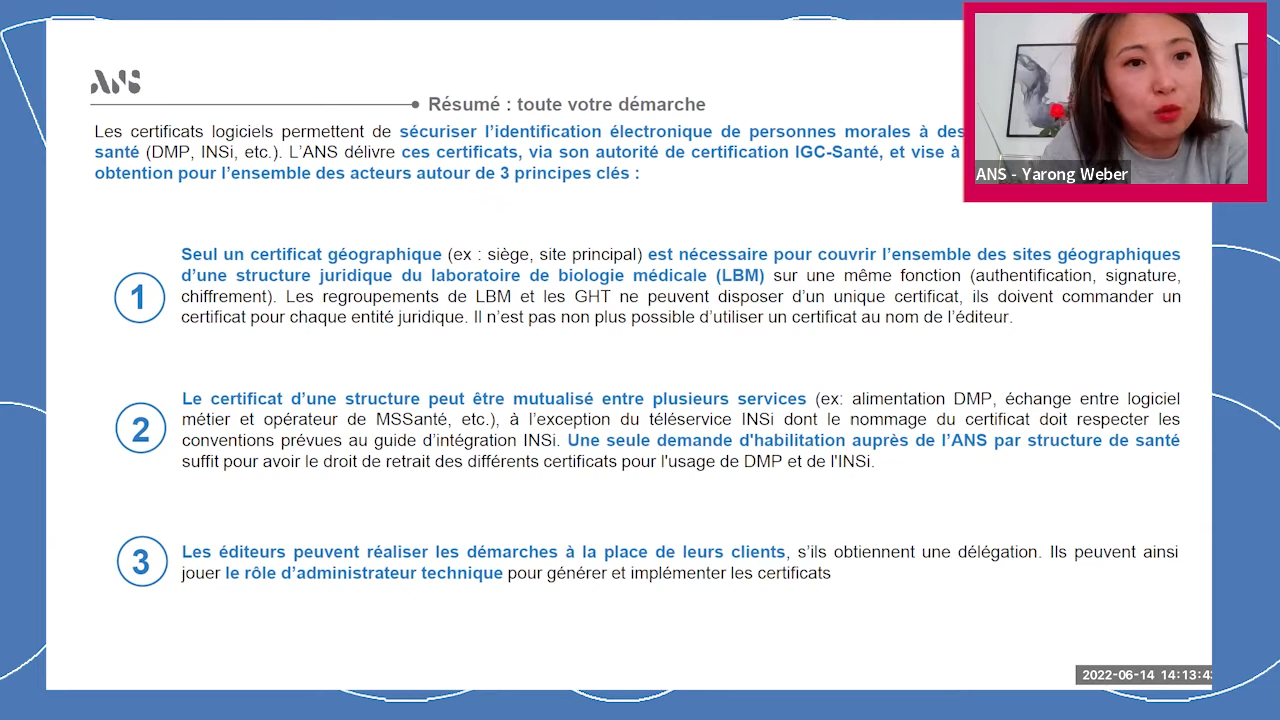 ANS
Résumé : toute votre démarche
Les certificats logiciels permettent de sécuriser l’identification électronique de personnes morales à des
santé (DMP, INSi, etc.). L’ANS délivre ces certificats, via son autorité de certification IGC-Santé, et vise à
obtention pour l’ensemble des acteurs autour de 3 principes clés :
ANS - Yarong Weber
1
Seul un certificat géographique (ex : siège, site principal) est nécessaire pour couvrir l’ensemble des sites géographiques
d’une structure juridique du laboratoire de biologie médicale (LBM) sur une même fonction (authentification, signature,
chiffrement). Les regroupements de LBM et les GHT ne peuvent disposer d’un unique certificat, ils doivent commander un
certificat pour chaque entité juridique. Il n’est pas non plus possible d’utiliser un certificat au nom de l’éditeur.
2
Le certificat d’une structure peut être mutualisé entre plusieurs services (ex: alimentation DMP, échange entre logiciel
métier et opérateur de MSSanté, etc.), à l’exception du téléservice INSi dont le nommage du certificat doit respecter les
conventions prévues au guide d’intégration INSi. Une seule demande d'habilitation auprès de l’ANS par structure de santé
suffit pour avoir le droit de retrait des différents certificats pour l'usage de DMP et de l'INSi.
3
Les éditeurs peuvent réaliser les démarches à la place de leurs clients, s’ils obtiennent une délégation. Ils peuvent ainsi
jouer le rôle d’administrateur technique pour générer et implémenter les certificats
2022-06-14 14:13:43